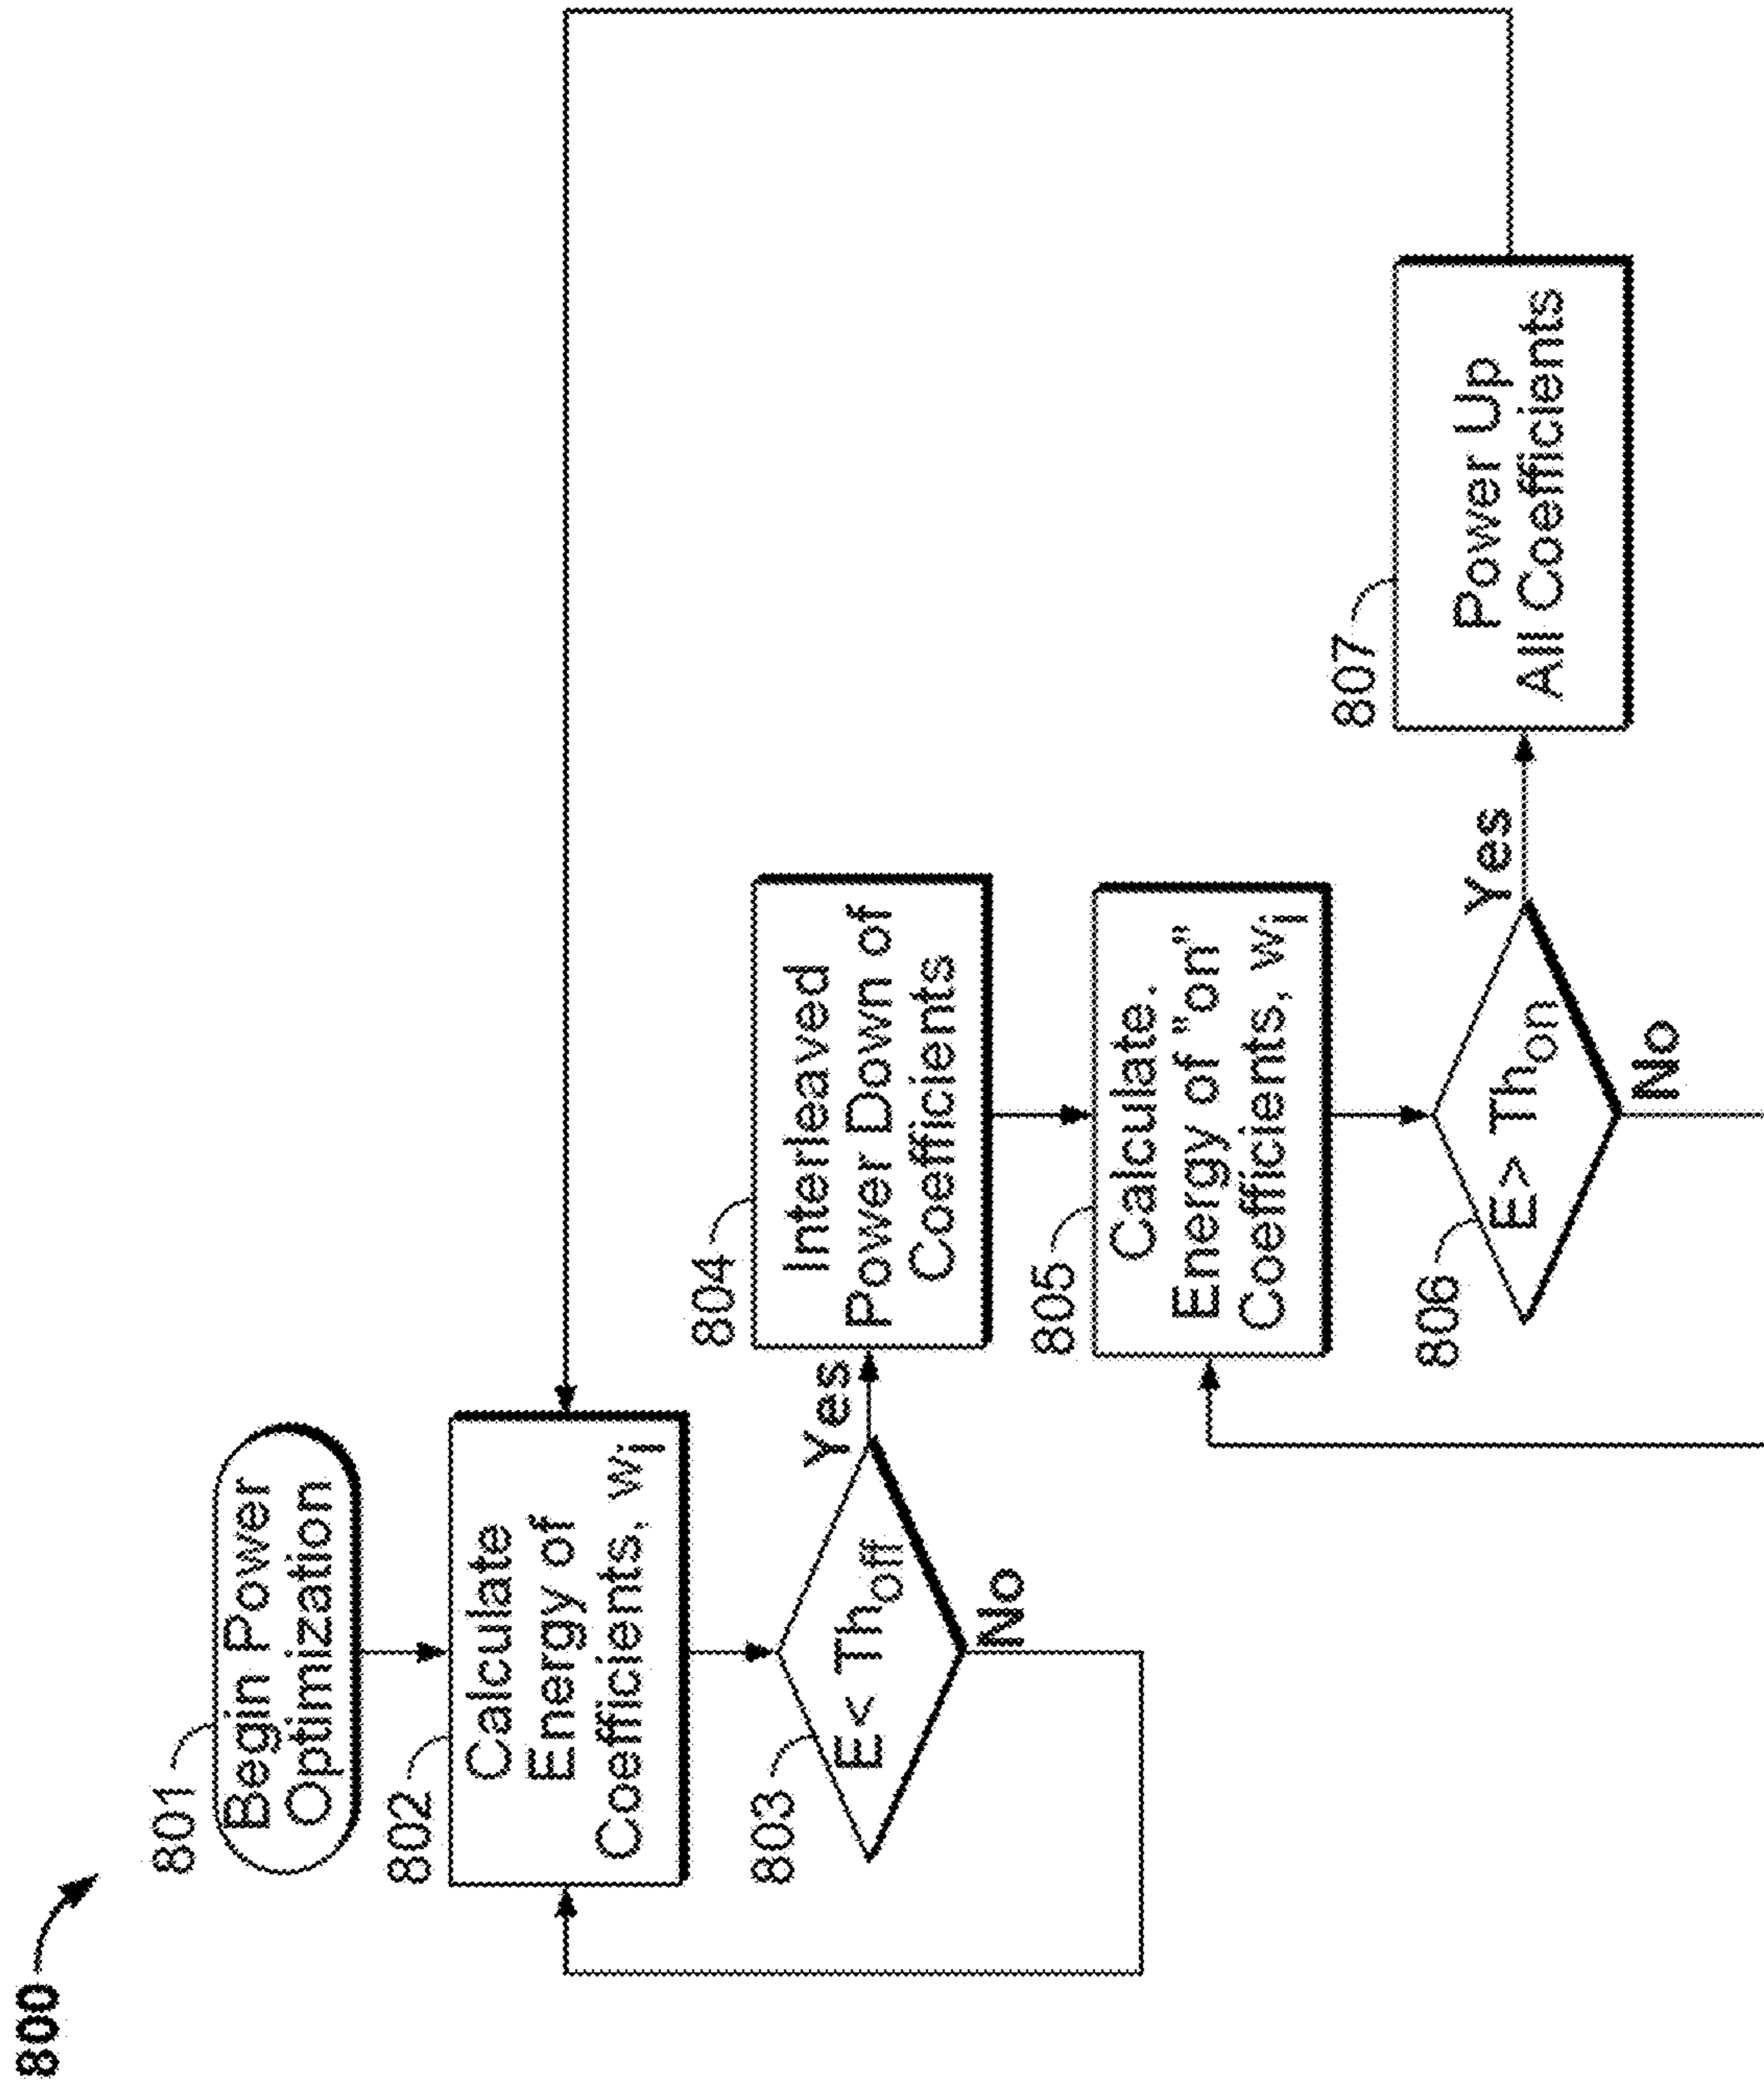 800
801
Begin Power
Optimization
802
Calculate
Energy of
Coefficients, wi
803
E < Thoff
Yes
No
804
Interleaved
Power Down of
Coefficients
805
Calculate.
Energy of "on"
Coefficients, wi
806
E > Thon
Yes
No
807
Power Up
All Coefficients